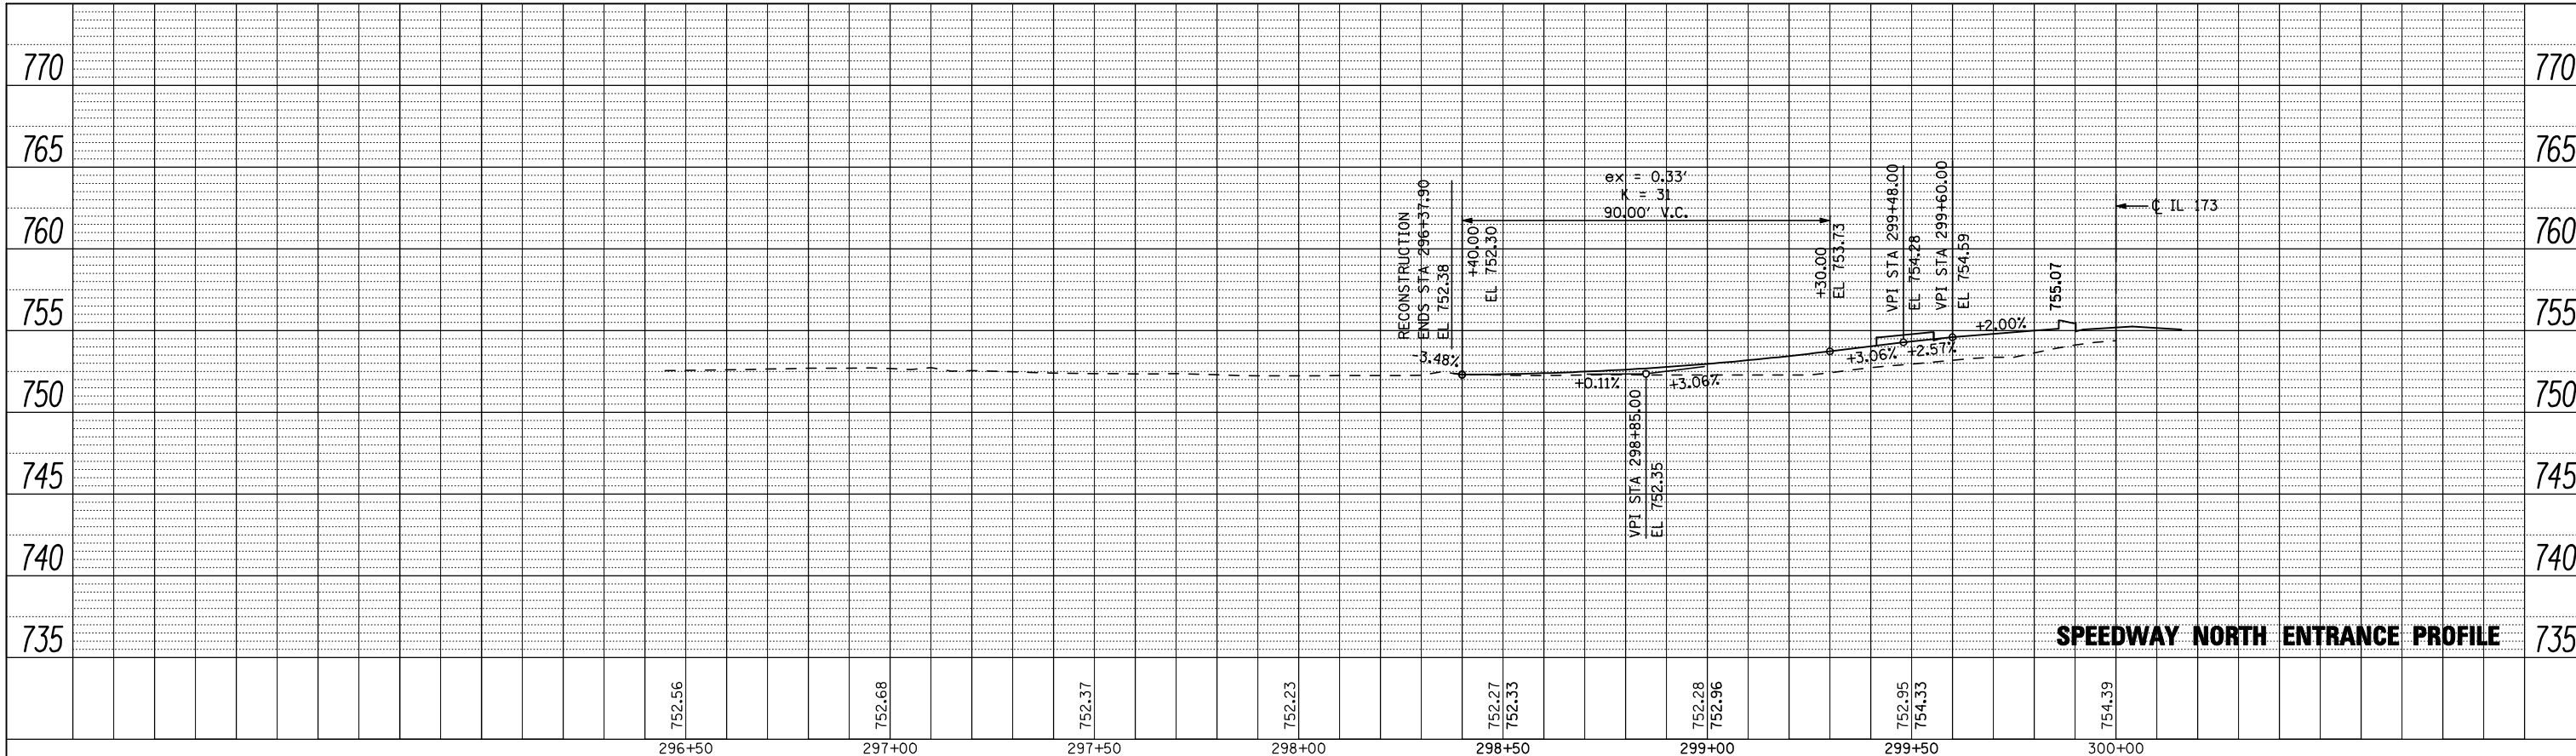 770
770
765
765
760
760
755
755
750
750
745
745
740
740
735
735
RECONSTRUCTION
ENDS STA 296+37.90
EL 752.38
+40.00
EL 752.30
ex = 0.33'
K = 31
90.00' V.C.
+30.00
EL 753.73
VPI STA 299+48.00
EL 754.28
VPI STA 299+60.00
EL 754.59
755.07
℄ IL 173
-3.48%
+0.11%
+3.06%
+3.06%
+2.57%
+2.00%
VPI STA 298+85.00
EL 752.35
SPEEDWAY NORTH ENTRANCE PROFILE
752.56
752.68
752.37
752.23
752.27
752.33
752.28
752.96
752.95
754.33
754.39
296+50
297+00
297+50
298+00
298+50
299+00
299+50
300+00